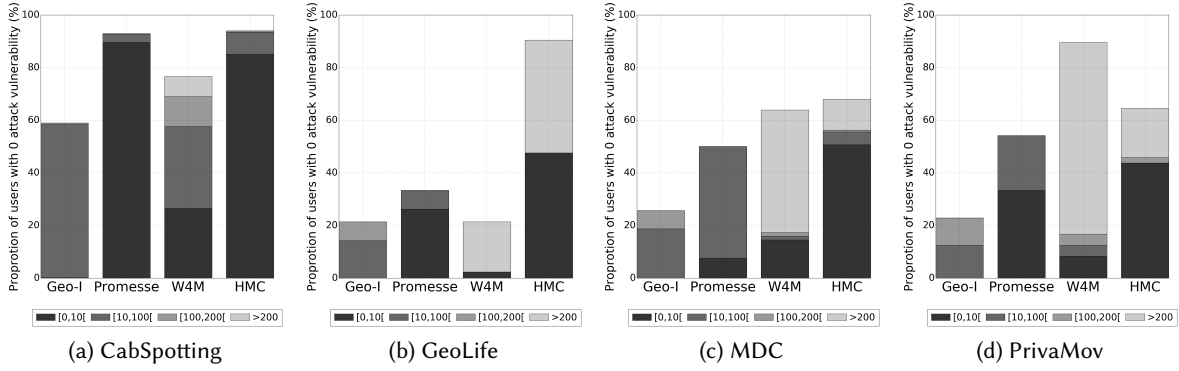 Proprotion of users with 0 attack vulnerability (%)
100
80
60
40
20
0
Geo-I Promesse W4M HMC
[0,10[ [10,100[ [100,200[ >200
(a) CabSpotting
Proprotion of users with 0 attack vulnerability (%)
100
80
60
40
20
0
Geo-I Promesse W4M HMC
[0,10[ [10,100[ [100,200[ >200
(b) GeoLife
Proprotion of users with 0 attack vulnerability (%)
100
80
60
40
20
0
Geo-I Promesse W4M HMC
[0,10[ [10,100[ [100,200[ >200
(c) MDC
Proprotion of users with 0 attack vulnerability (%)
100
80
60
40
20
0
Geo-I Promesse W4M HMC
[0,10[ [10,100[ [100,200[ >200
(d) PrivaMov